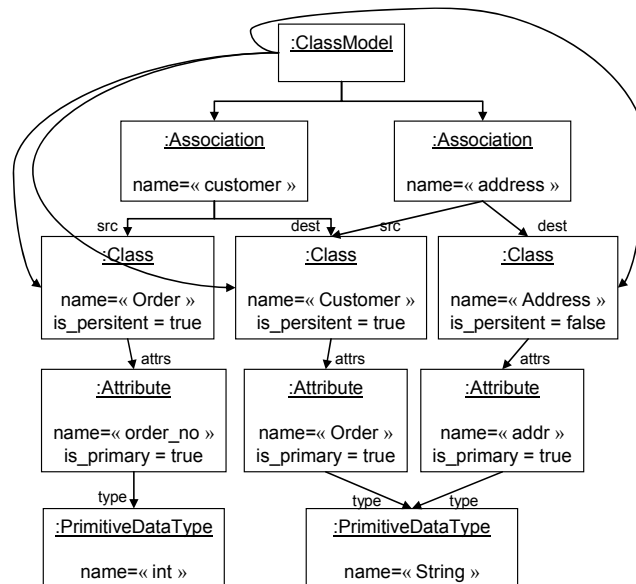 :ClassModel
:Association
name=« customer »
:Association
name=« address »
src
dest
src
dest
:Class
name=« Order »
is_persitent = true
:Class
name=« Customer »
is_persitent = true
:Class
name=« Address »
is_persitent = false
attrs
attrs
attrs
:Attribute
name=« order_no »
is_primary = true
:Attribute
name=« Order »
is_primary = true
:Attribute
name=« addr »
is_primary = true
type
type
type
:PrimitiveDataType
name=« int »
:PrimitiveDataType
name=« String »